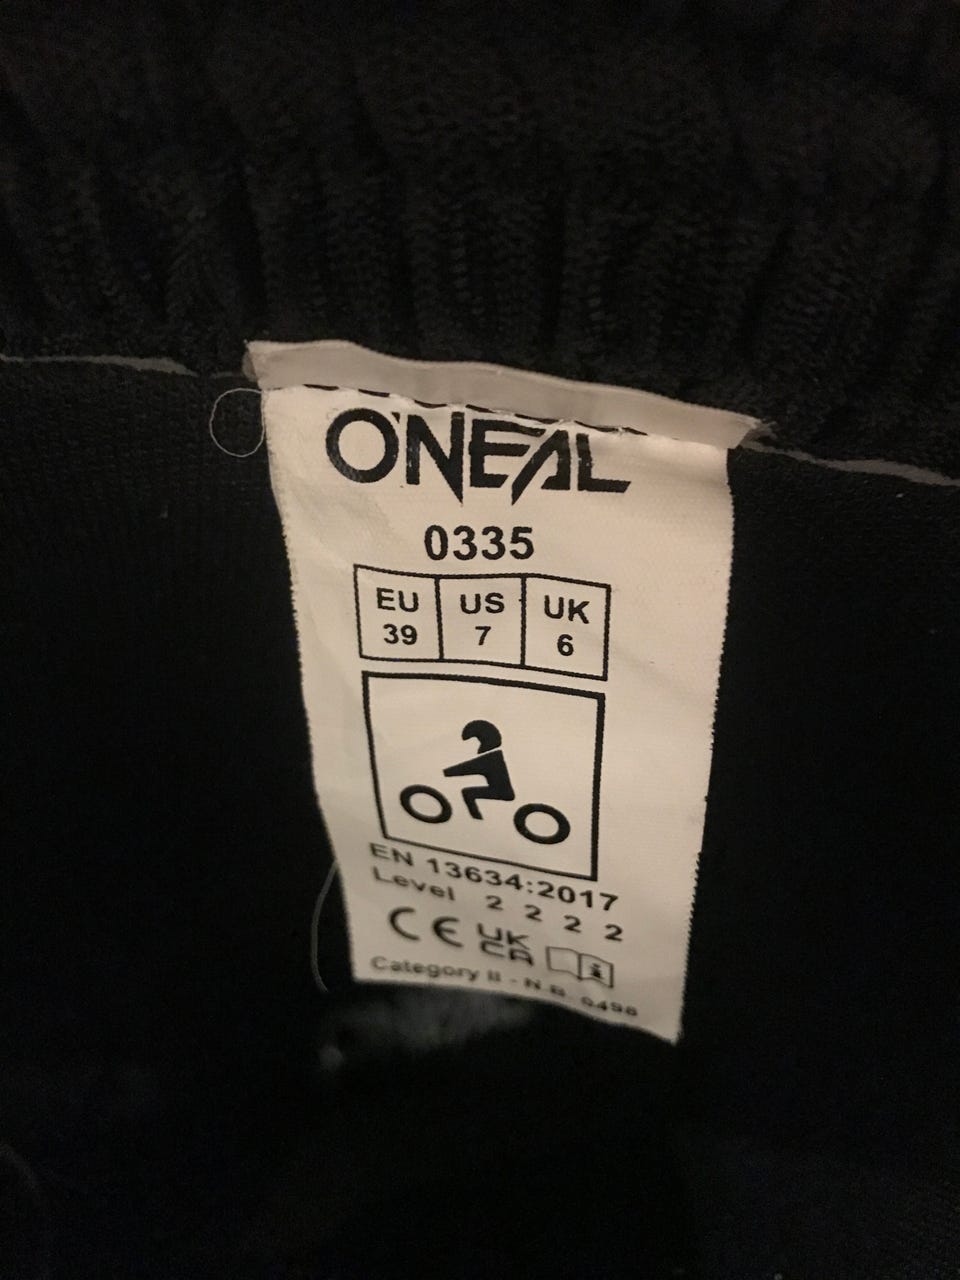 O'NEAL
0335
EU US UK
39 7 6
EN 13634:2017
Level 2 2 2 2
CE UK CA
Category II - N.B. 0498